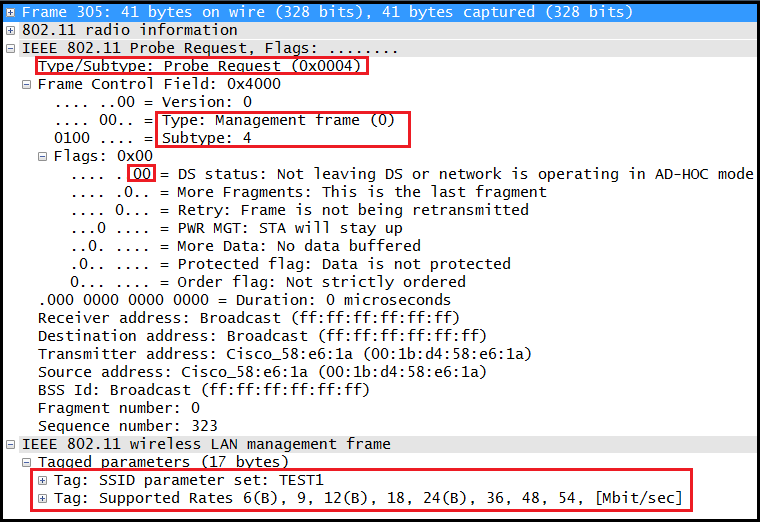 Frame 305: 41 bytes on wire (328 bits), 41 bytes captured (328 bits)
802.11 radio information
IEEE 802.11 Probe Request, Flags: ........
Type/Subtype: Probe Request (0x0004)
Frame Control Field: 0x4000
.... ..00 = Version: 0
.... 00.. = Type: Management frame (0)
0100 .... = Subtype: 4
Flags: 0x00
.... ..00 = DS status: Not leaving DS or network is operating in AD-HOC mode
.... .0.. = More Fragments: This is the last fragment
.... 0... = Retry: Frame is not being retransmitted
...0 .... = PWR MGT: STA will stay up
..0. .... = More Data: No data buffered
.0.. .... = Protected flag: Data is not protected
0... .... = Order flag: Not strictly ordered
.000 0000 0000 0000 = Duration: 0 microseconds
Receiver address: Broadcast (ff:ff:ff:ff:ff:ff)
Destination address: Broadcast (ff:ff:ff:ff:ff:ff)
Transmitter address: Cisco_58:e6:1a (00:1b:d4:58:e6:1a)
Source address: Cisco_58:e6:1a (00:1b:d4:58:e6:1a)
BSS Id: Broadcast (ff:ff:ff:ff:ff:ff)
Fragment number: 0
Sequence number: 323
IEEE 802.11 wireless LAN management frame
Tagged parameters (17 bytes)
Tag: SSID parameter set: TEST1
Tag: Supported Rates 6(B), 9, 12(B), 18, 24(B), 36, 48, 54, [Mbit/sec]